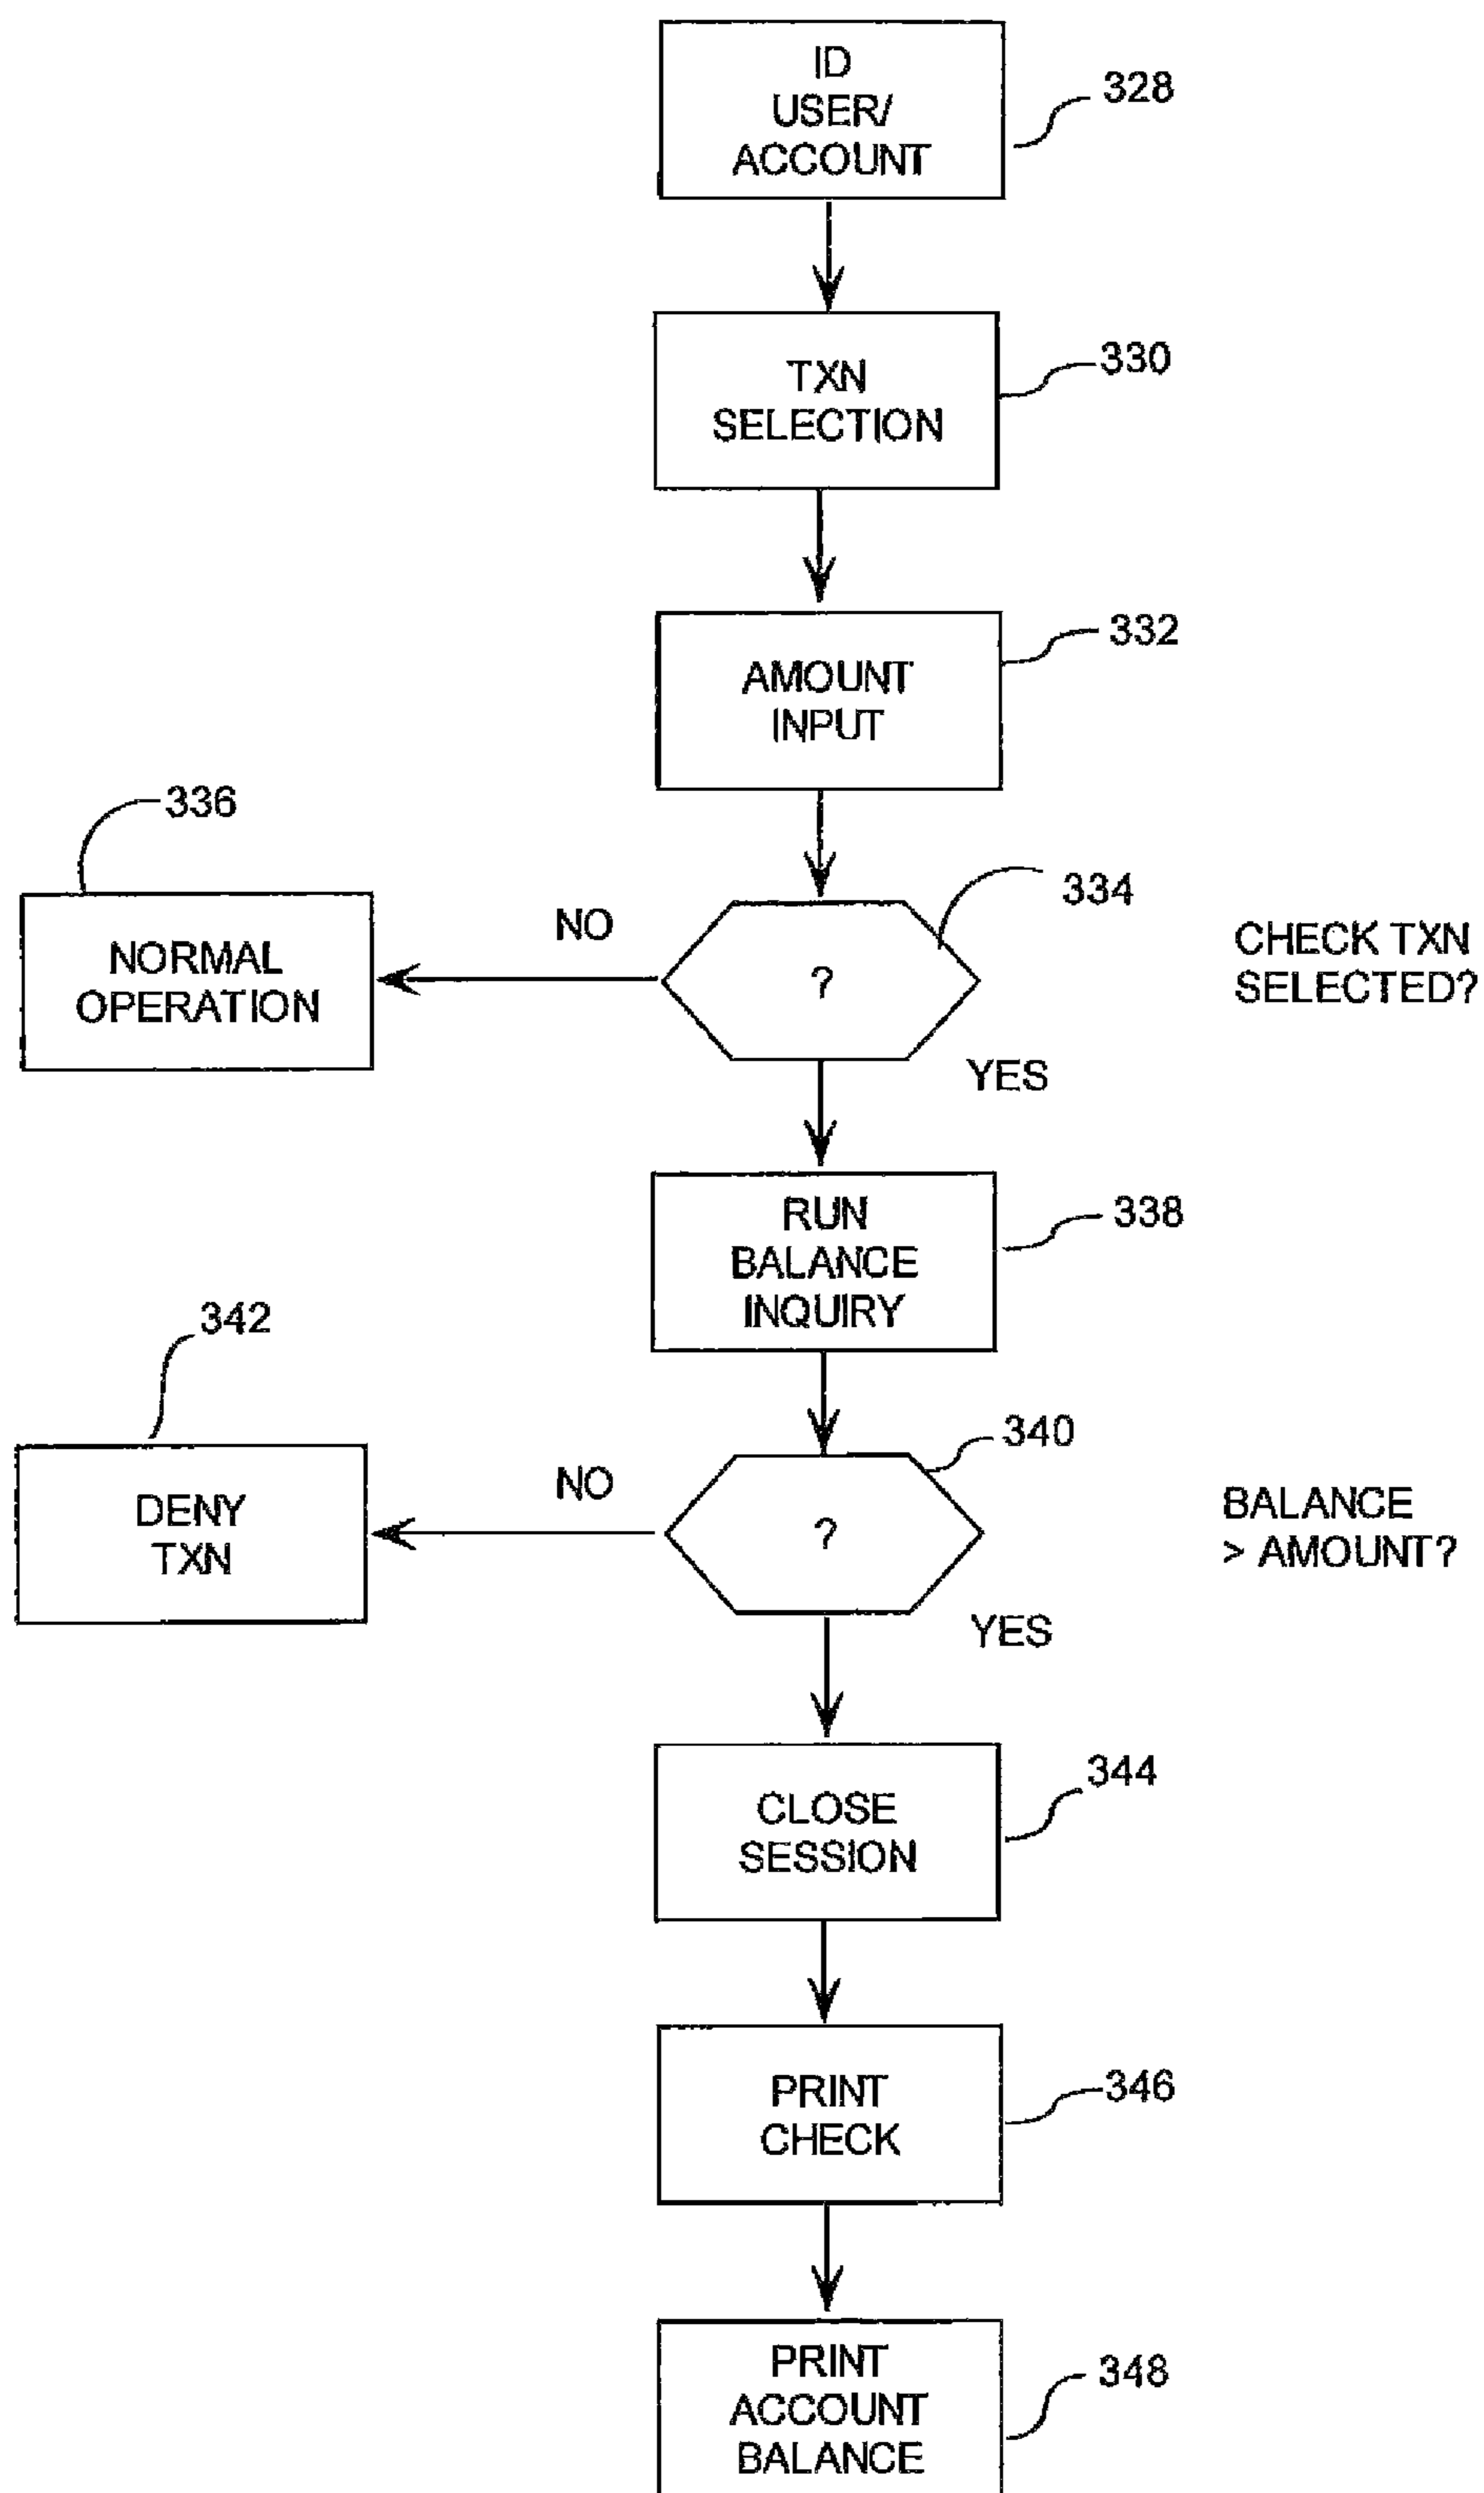 ID
USER/
ACCOUNT
328
TXN
SELECTION
330
AMOUNT
INPUT
332
336
NORMAL
OPERATION
NO
?
334
CHECK TXN
SELECTED?
YES
RUN
BALANCE
INQUIRY
338
342
DENY
TXN
NO
?
340
BALANCE
> AMOUNT?
YES
CLOSE
SESSION
344
PRINT
CHECK
346
PRINT
ACCOUNT
BALANCE
348